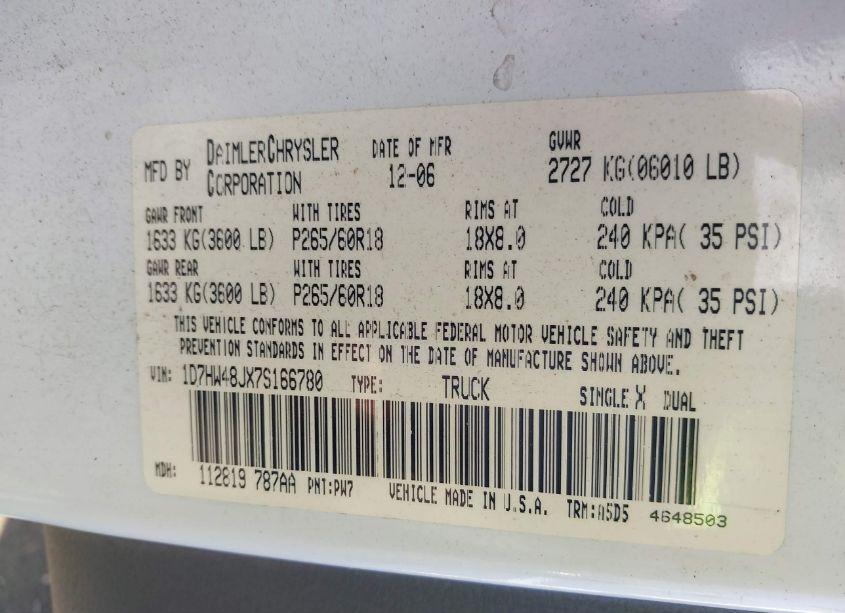 MFD BY DAIMLERCHRYSLER CORPORATION DATE OF MFR 12-06 GVWR 2727 KG(06010 LB)
GAWR FRONT WITH TIRES RIMS AT COLD
1633 KG(3600 LB) P265/60R18 18X8.0 240 KPA( 35 PSI)
GAWR REAR WITH TIRES RIMS AT COLD
1633 KG(3600 LB) P265/60R18 18X8.0 240 KPA( 35 PSI)
THIS VEHICLE CONFORMS TO ALL APPLICABLE FEDERAL MOTOR VEHICLE SAFETY AND THEFT
PREVENTION STANDARDS IN EFFECT ON THE DATE OF MANUFACTURE SHOWN ABOVE.
VIN: 1D7HW48JX7S166780 TYPE: TRUCK SINGLE X DUAL
MDH: 112819 787AA PNT:PW7 VEHICLE MADE IN U.S.A. TRM:A5D5 4648503